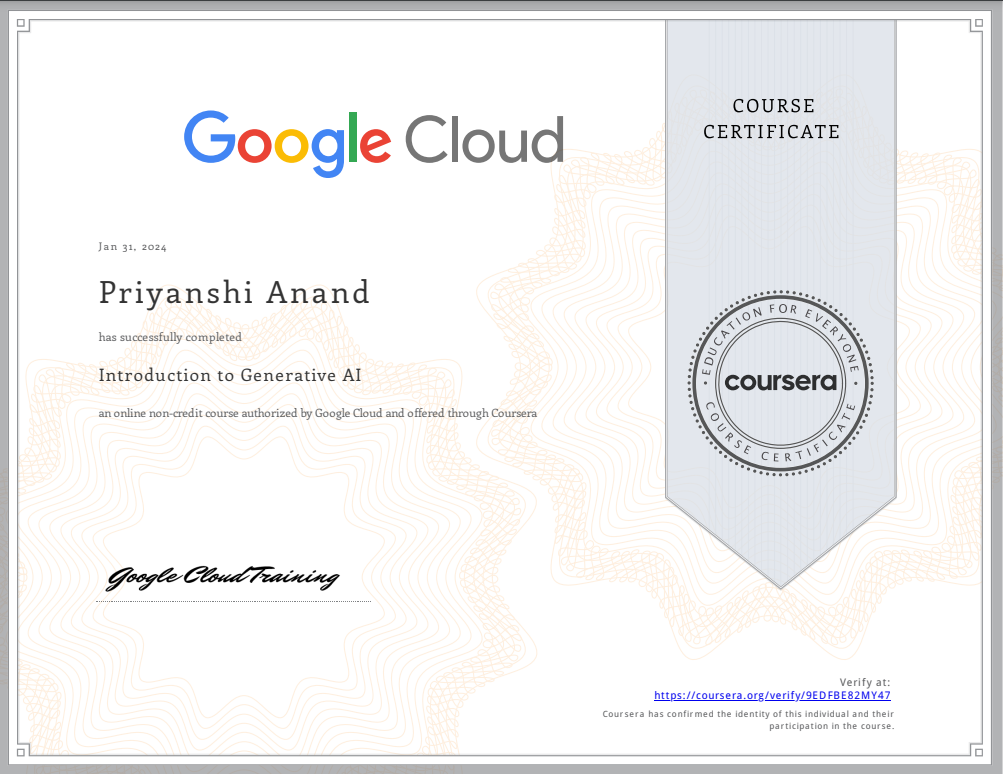 Google Cloud
COURSE
CERTIFICATE
Jan 31, 2024
Priyanshi Anand
has successfully completed
Introduction to Generative AI
an online non-credit course authorized by Google Cloud and offered through Coursera
EDUCATION FOR EVERYONE
coursera
COURSE CERTIFICATE
Google Cloud Training
Verify at:
https://coursera.org/verify/9EDFBE82MY47
Coursera has confirmed the identity of this individual and their
participation in the course.